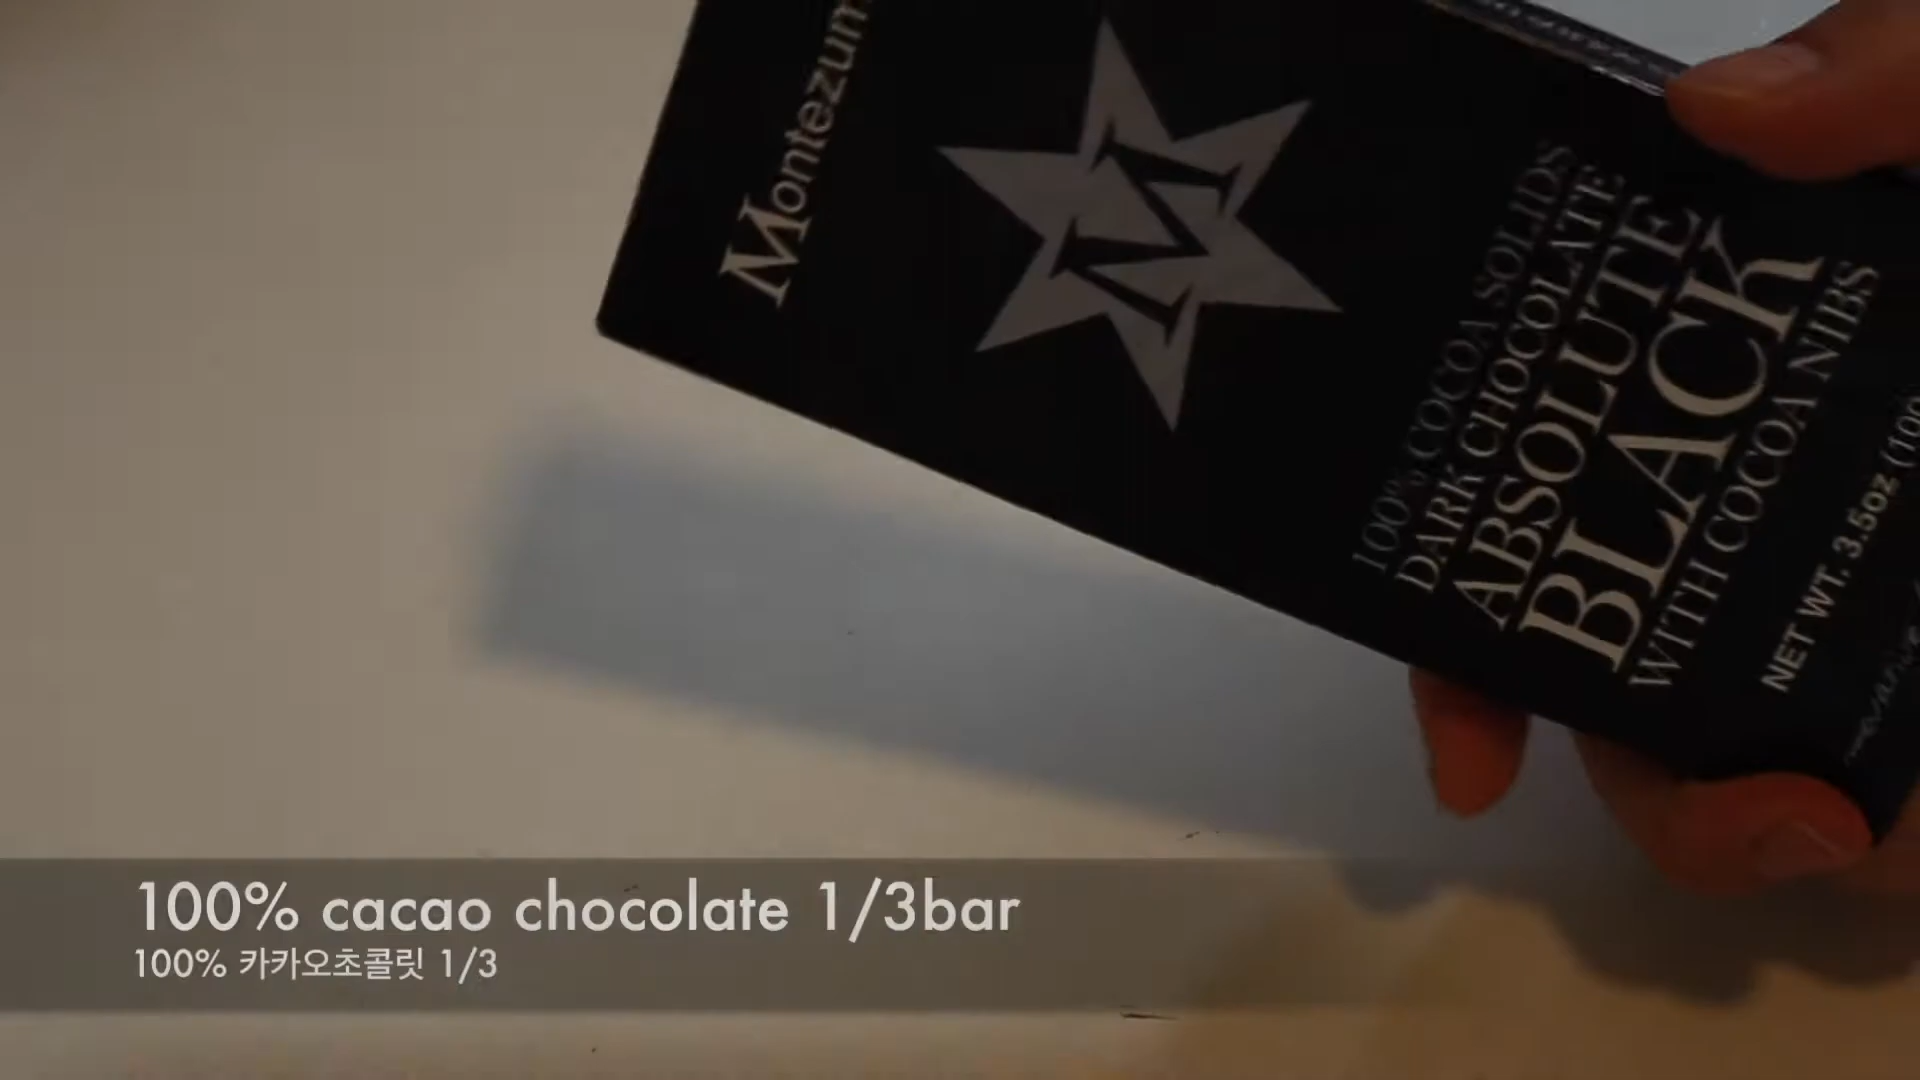 Montezum
M
100% COCOA SOLIDS
DARK CHOCOLATE
ABSOLUTE
BLACK
WITH COCOA NIBS
NET WT. 3.5oz (100
100% cacao chocolate 1/3bar
100% 카카오초콜릿 1/3